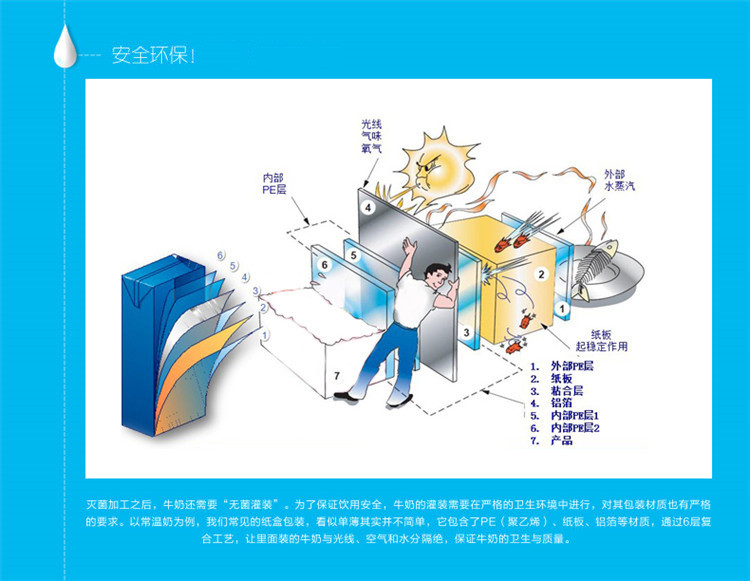 安全环保!
光线
气味
氧气
内部
PE层
外部
水蒸汽
4
6
5
4
3
2
1
6
5
3
2
1
7
纸板
起稳定作用
1. 外部PE层
2. 纸板
3. 粘合层
4. 铝箔
5. 内部PE层1
6. 内部PE层2
7. 产品
灭菌加工之后，牛奶还需要“无菌灌装”。为了保证饮用安全，牛奶的灌装需要在严格的卫生环境中进行，对其包装材质也有严格
的要求。以常温奶为例，我们常见的纸盒包装，看似单薄其实并不简单，它包含了PE（聚乙烯）、纸板、铝箔等材质，通过6层复
合工艺，让里面装的牛奶与光线、空气和水分隔绝，保证牛奶的卫生与质量。